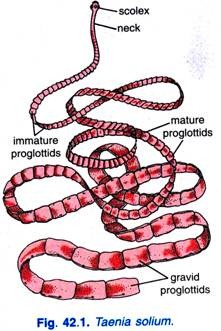 scolex
neck
mature
proglottids
immature
proglottids
gravid
proglottids
Fig. 42.1. Taenia solium.